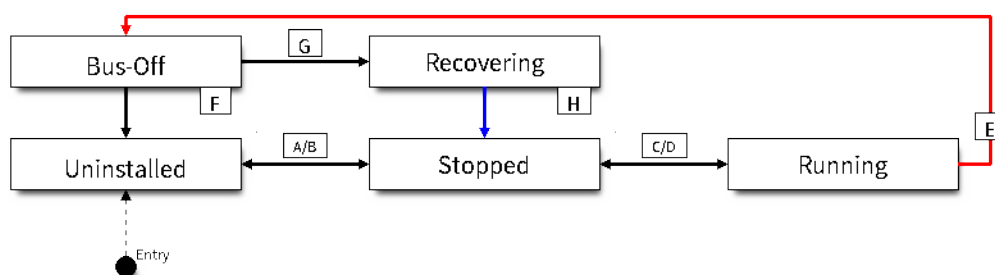 G
Bus-Off
Recovering
F
H
E
A/B
C/D
Uninstalled
Stopped
Running
Entry